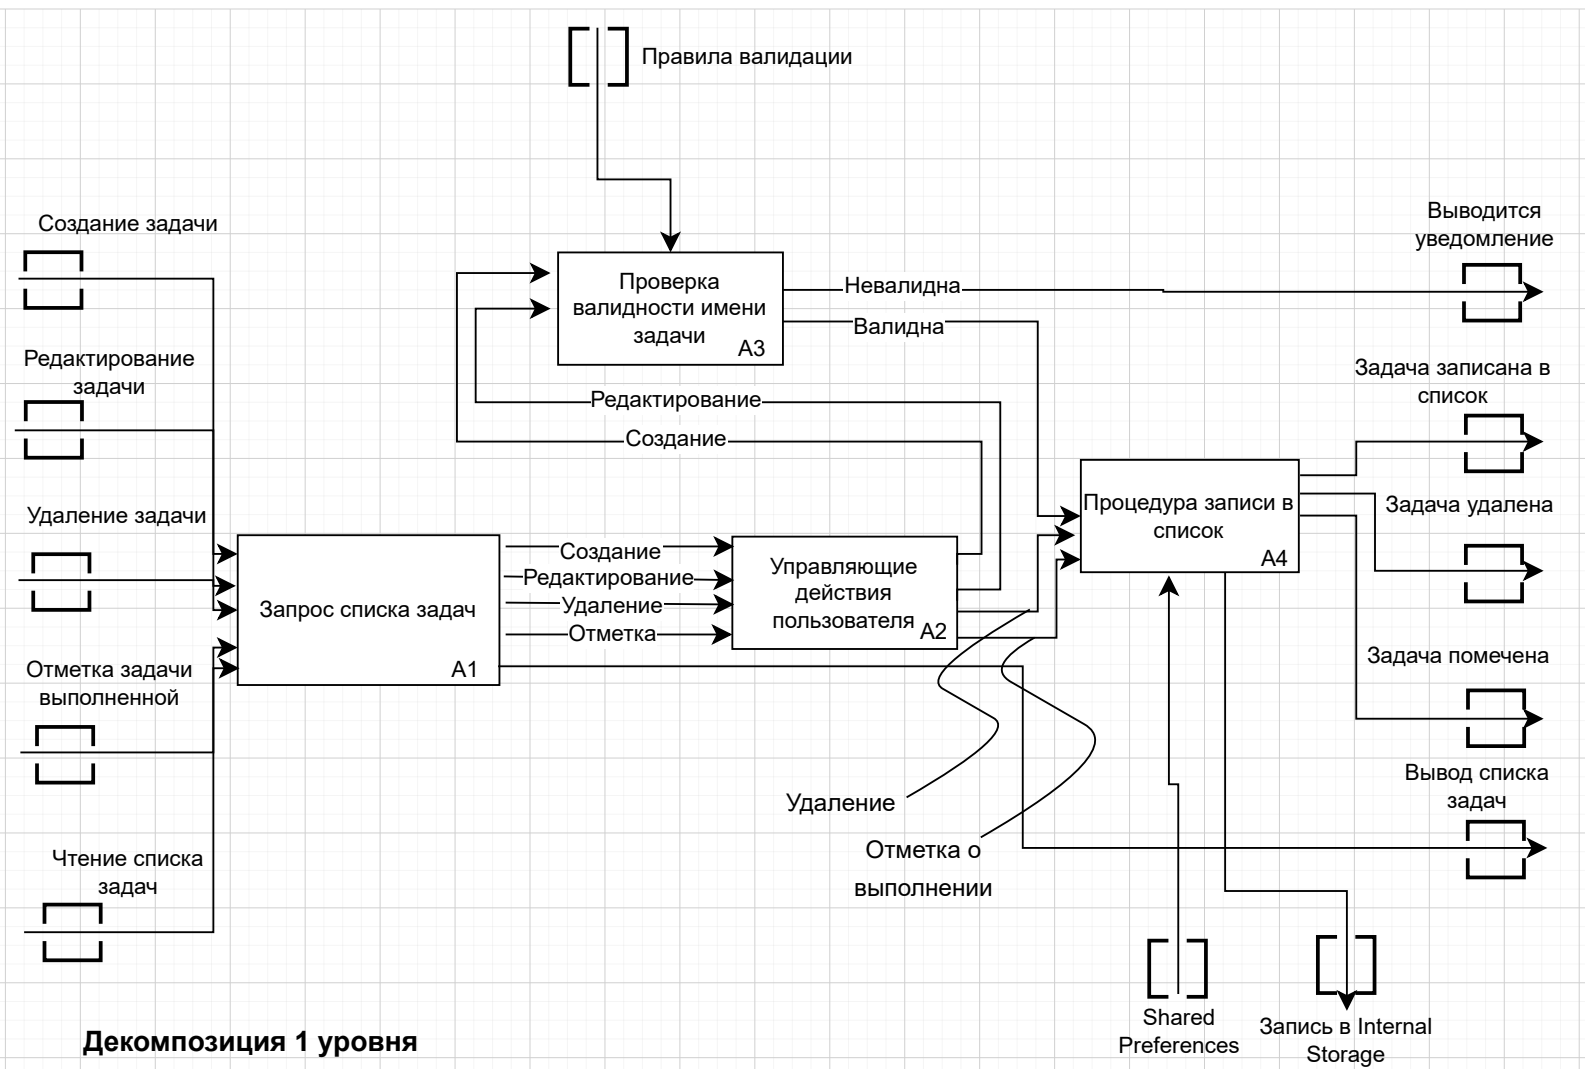 Правила валидации
Создание задачи
Выводится
уведомление
Проверка
валидности имени
задачи
A3
Невалидна
Валидна
Редактирование
задачи
Задача записана в
список
Редактирование
Создание
Удаление задачи
Процедура записи в
список
A4
Задача удалена
Запрос списка задач
A1
Создание
Редактирование
Удаление
Отметка
Управляющие
действия
пользователя
A2
Отметка задачи
выполненной
Задача помечена
Вывод списка
задач
Удаление
Отметка о
выполнении
Чтение списка
задач
Shared
Preferences
Запись в Internal
Storage
Декомпозиция 1 уровня